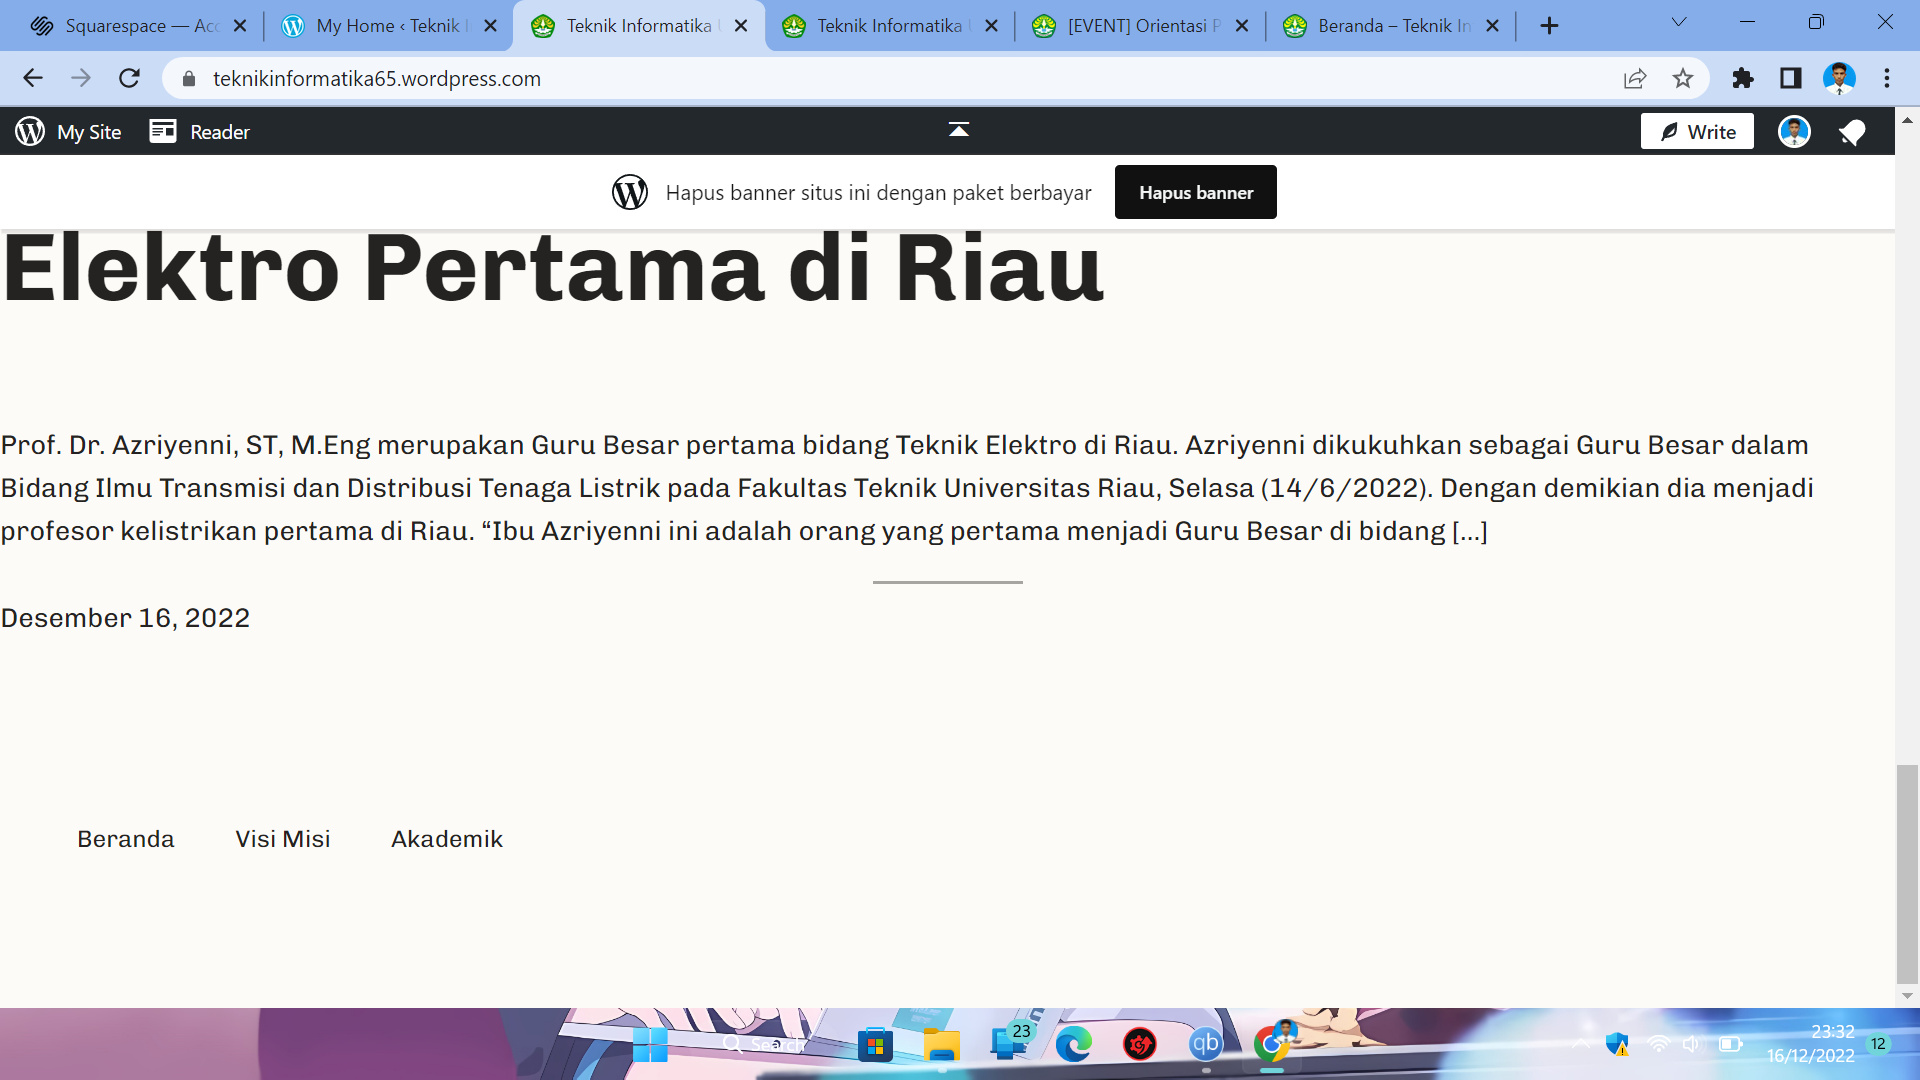 Squarespace — Acc
My Home ‹ Teknik I
Teknik Informatika U
Teknik Informatika U
[EVENT] Orientasi P
Beranda – Teknik In
teknikinformatika65.wordpress.com
My Site
Reader
Write
Hapus banner situs ini dengan paket berbayar
Hapus banner
Elektro Pertama di Riau
Prof. Dr. Azriyenni, ST, M.Eng merupakan Guru Besar pertama bidang Teknik Elektro di Riau. Azriyenni dikukuhkan sebagai Guru Besar dalam
Bidang Ilmu Transmisi dan Distribusi Tenaga Listrik pada Fakultas Teknik Universitas Riau, Selasa (14/6/2022). Dengan demikian dia menjadi
profesor kelistrikan pertama di Riau. “Ibu Azriyenni ini adalah orang yang pertama menjadi Guru Besar di bidang [...]
Desember 16, 2022
Beranda
Visi Misi
Akademik
Search
23
qb
23:32
16/12/2022
12